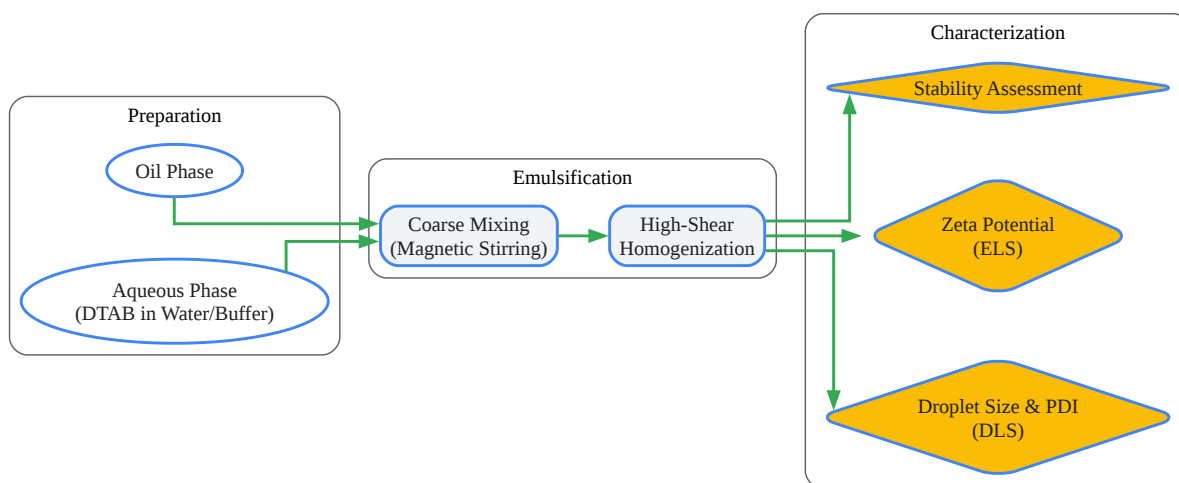 Preparation
Oil Phase
Aqueous Phase
(DTAB in Water/Buffer)
Emulsification
Coarse Mixing
(Magnetic Stirring)
High-Shear
Homogenization
Characterization
Stability Assessment
Zeta Potential
(ELS)
Droplet Size & PDI
(DLS)